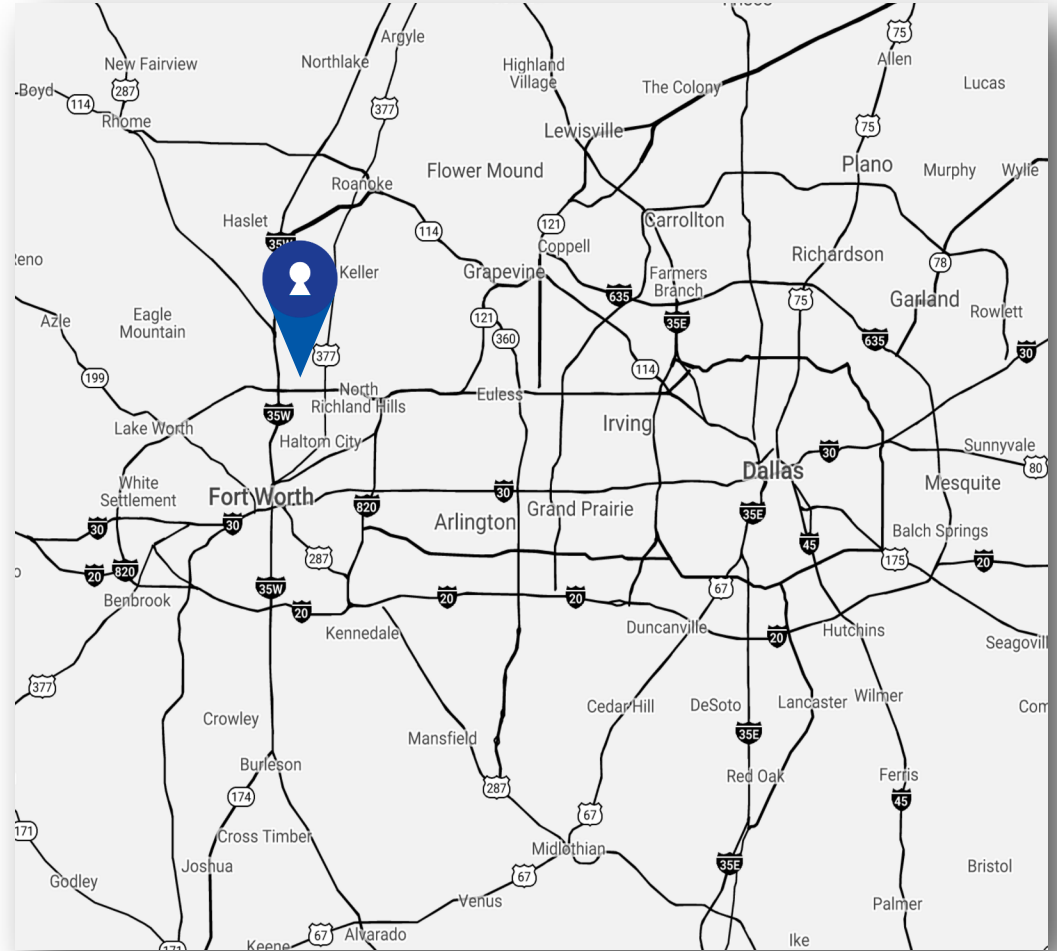 Argyle
New Fairview
Northlake
Highland
Village
75
Allen
287
Boyd
The Colony
Lucas
114
377
Rhome
75
Lewisville
Plano
Flower Mound
Murphy
Wylie
Roanoke
Haslet
121
Carrollton
114
35W
Coppell
Richardson
78
Keller
Grapevine
Farmers
Branch
635
75
Garland
Rowlett
Eagle
Mountain
Azle
121
35E
360
635
30
377
114
199
North
Richland Hills
Euless
35W
Irving
Lake Worth
Haltom City
30
Sunnyvale
80
Dallas
White
Settlement
Fort Worth
30
Mesquite
820
Grand Prairie
35E
Arlington
30
30
Balch Springs
45
287
175
20
20
820
35W
67
Benbrook
20
20
20
Kennedale
Duncanville
20
Hutchins
377
Cedar Hill
DeSoto
Lancaster
Wilmer
Crowley
35E
Mansfield
Burleson
Red Oak
Ferris
287
174
45
67
171
Cross Timber
Midlothian
35E
Joshua
Bristol
Godley
67
Venus
Palmer
67
Alvarado
Ike
Keene
171